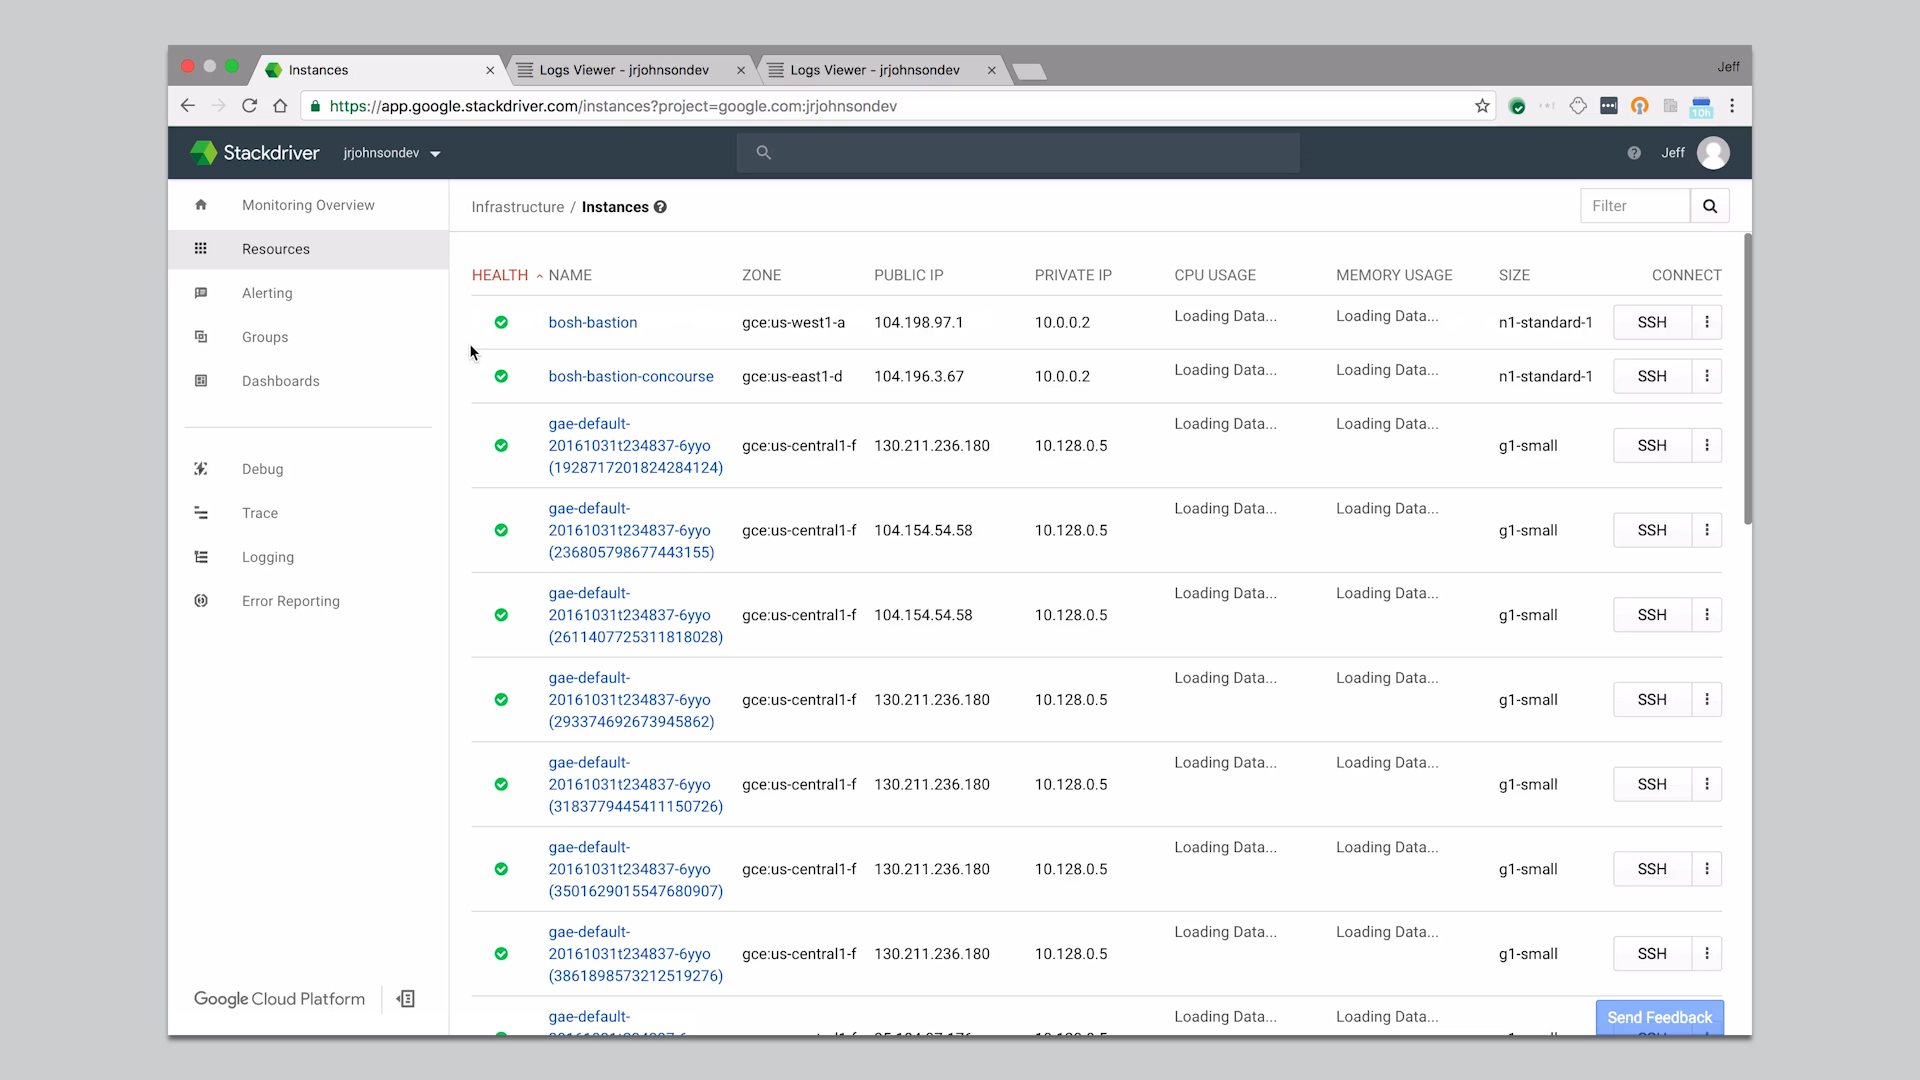 Instances
Logs Viewer - jrjohnsondev
Logs Viewer - jrjohnsondev
Jeff
https://app.google.stackdriver.com/instances?project=google.com:jrjohnsondev
10h
Stackdriver
jrjohnsondev
Jeff
Monitoring Overview
Resources
Alerting
Groups
Dashboards
Debug
Trace
Logging
Error Reporting
Google Cloud Platform
Infrastructure / Instances
Filter
HEALTH NAME ZONE PUBLIC IP PRIVATE IP CPU USAGE MEMORY USAGE SIZE CONNECT
bosh-bastion gce:us-west1-a 104.198.97.1 10.0.0.2 Loading Data... Loading Data... n1-standard-1 SSH
bosh-bastion-concourse gce:us-east1-d 104.196.3.67 10.0.0.2 Loading Data... Loading Data... n1-standard-1 SSH
gae-default- Loading Data... Loading Data...
20161031t234837-6yyo gce:us-central1-f 130.211.236.180 10.128.0.5 g1-small SSH
(1928717201824284124)
gae-default- Loading Data... Loading Data...
20161031t234837-6yyo gce:us-central1-f 104.154.54.58 10.128.0.5 g1-small SSH
(236805798677443155)
gae-default- Loading Data... Loading Data...
20161031t234837-6yyo gce:us-central1-f 104.154.54.58 10.128.0.5 g1-small SSH
(2611407725311818028)
gae-default- Loading Data... Loading Data...
20161031t234837-6yyo gce:us-central1-f 130.211.236.180 10.128.0.5 g1-small SSH
(293374692673945862)
gae-default- Loading Data... Loading Data...
20161031t234837-6yyo gce:us-central1-f 130.211.236.180 10.128.0.5 g1-small SSH
(3183779445411150726)
gae-default- Loading Data... Loading Data...
20161031t234837-6yyo gce:us-central1-f 130.211.236.180 10.128.0.5 g1-small SSH
(3501629015547680907)
gae-default- Loading Data... Loading Data...
20161031t234837-6yyo gce:us-central1-f 130.211.236.180 10.128.0.5 g1-small SSH
(3861898573212519276)
gae-default- Loading Data... Loading Data...
Send Feedback